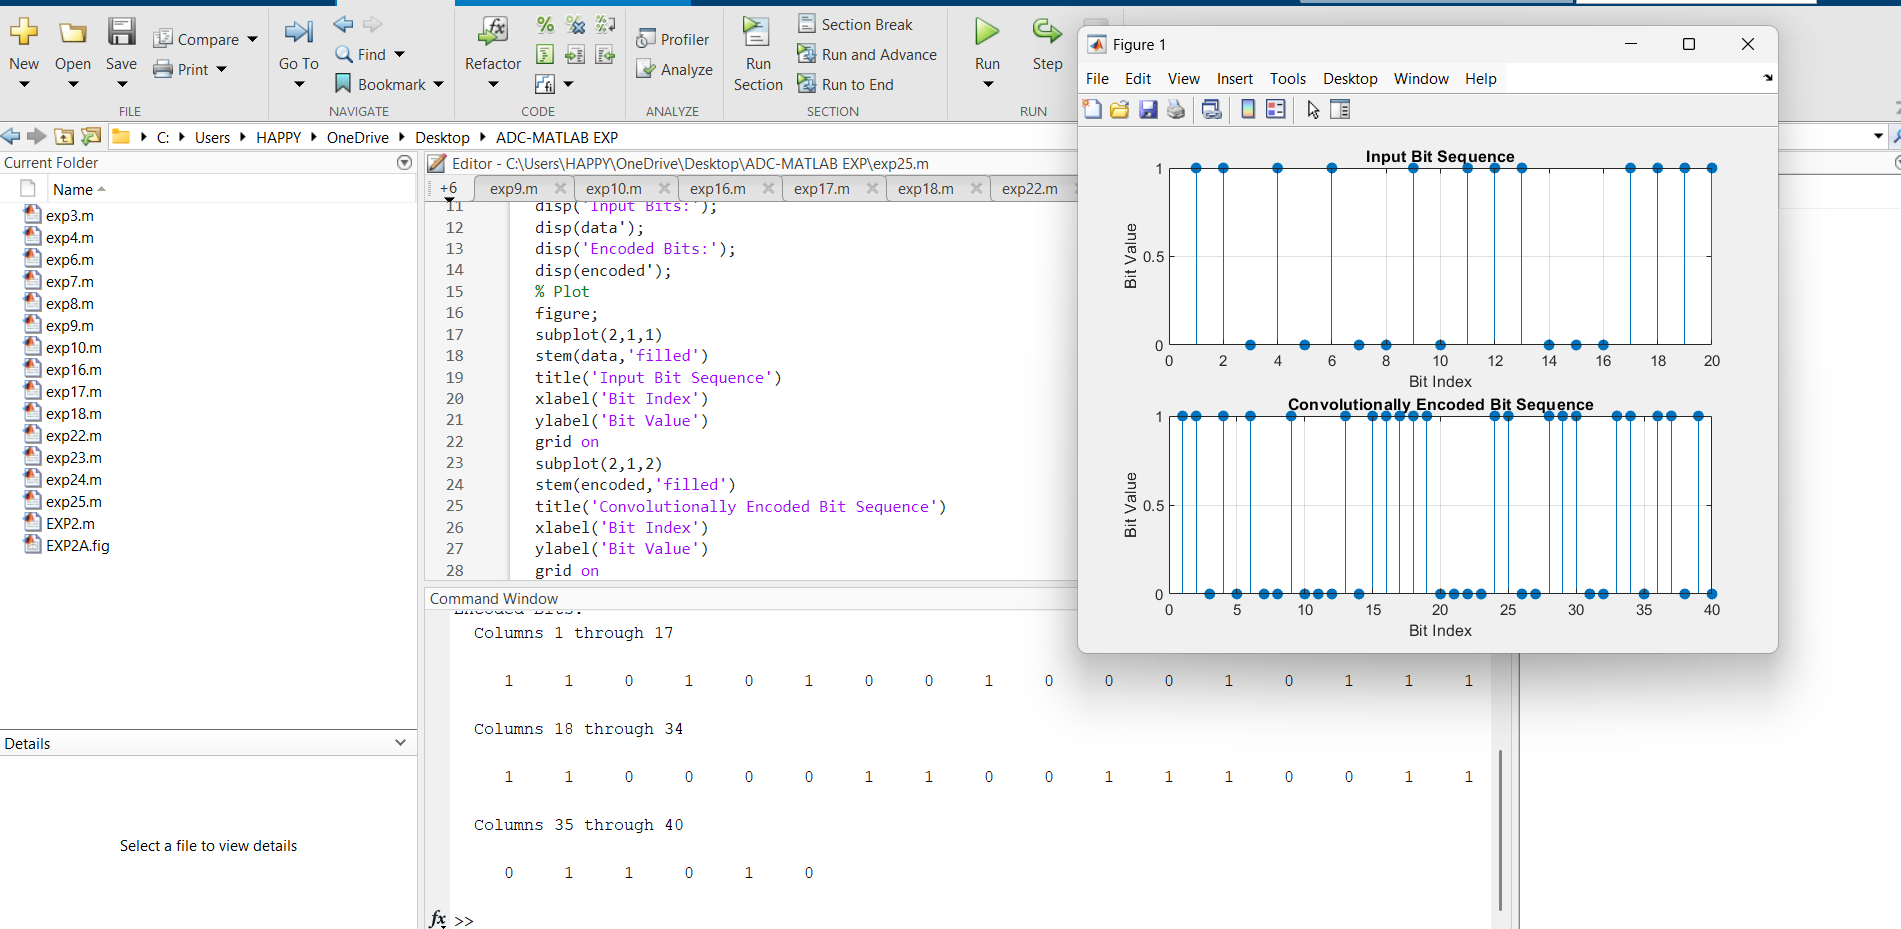 New
Open
Save
Compare
Print
FILE
Go To
Find
Bookmark
NAVIGATE
Refactor
CODE
Profiler
Analyze
ANALYZE
Run Section
Section Break
Run and Advance
Run to End
SECTION
Run
Step
RUN
C: Users HAPPY OneDrive Desktop ADC-MATLAB EXP
Current Folder
Name
exp3.m
exp4.m
exp6.m
exp7.m
exp8.m
exp9.m
exp10.m
exp16.m
exp17.m
exp18.m
exp22.m
exp23.m
exp24.m
exp25.m
EXP2.m
EXP2A.fig
Details
Select a file to view details
Editor - C:\Users\HAPPY\OneDrive\Desktop\ADC-MATLAB EXP\exp25.m
+6 exp9.m exp10.m exp16.m exp17.m exp18.m exp22.m
11 disp('Input Bits:');
12 disp(data');
13 disp('Encoded Bits:');
14 disp(encoded');
15 % Plot
16 figure;
17 subplot(2,1,1)
18 stem(data,'filled')
19 title('Input Bit Sequence')
20 xlabel('Bit Index')
21 ylabel('Bit Value')
22 grid on
23 subplot(2,1,2)
24 stem(encoded,'filled')
25 title('Convolutionally Encoded Bit Sequence')
26 xlabel('Bit Index')
27 ylabel('Bit Value')
28 grid on
Command Window
Encoded Bits:
Columns 1 through 17
1 1 0 1 0 1 0 0 1 0 0 0 1 0 1 1 1
Columns 18 through 34
1 1 0 0 0 0 1 1 0 0 1 1 1 0 0 1 1
Columns 35 through 40
0 1 1 0 1 0
fx >>
Figure 1
File Edit View Insert Tools Desktop Window Help
Input Bit Sequence
1
0.5
0
Bit Value
0 2 4 6 8 10 12 14 16 18 20
Bit Index
Convolutionally Encoded Bit Sequence
1
0.5
0
Bit Value
0 5 10 15 20 25 30 35 40
Bit Index